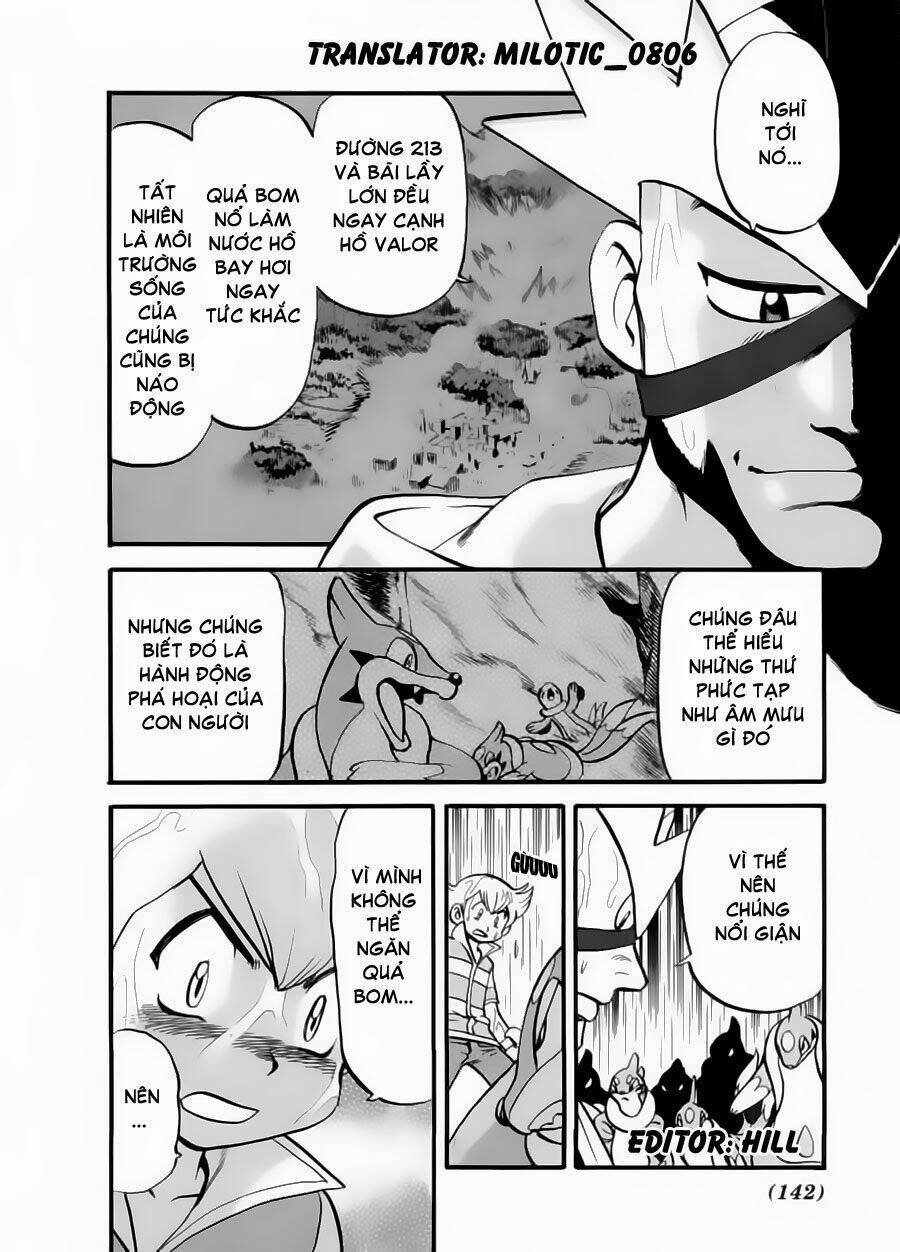 TRANSLATOR: MILOTIC_0806
NGHĨ
TỚI
NÓ...
ĐƯỜNG 213
VÀ BÃI LẦY
LỚN ĐỀU
NGAY CẠNH
HỒ VALOR
QUẢ BOM
NỔ LÀM
NƯỚC HỒ
BAY HƠI
NGAY
TỨC KHẮC
TẤT
NHIÊN
LÀ MÔI
TRƯỜNG
SỐNG
CỦA
CHÚNG
CŨNG BỊ
NÁO
ĐỘNG
CHÚNG ĐÂU
THỂ HIỂU
NHỮNG THƯ
PHỨC TẠP
NHƯ ÂM MƯU
GÌ ĐÓ
NHƯNG CHÚNG
BIẾT ĐÓ LÀ
HÀNH ĐỘNG
PHÁ HOẠI CỦA
CON NGƯỜI
VÌ THẾ
NÊN
CHÚNG
NỔI GIẬN
GÙUUU
VÌ MÌNH
KHÔNG
THỂ
NGĂN
QUẢ
BOM...
NÊN
...
EDITOR: HILL
(142)